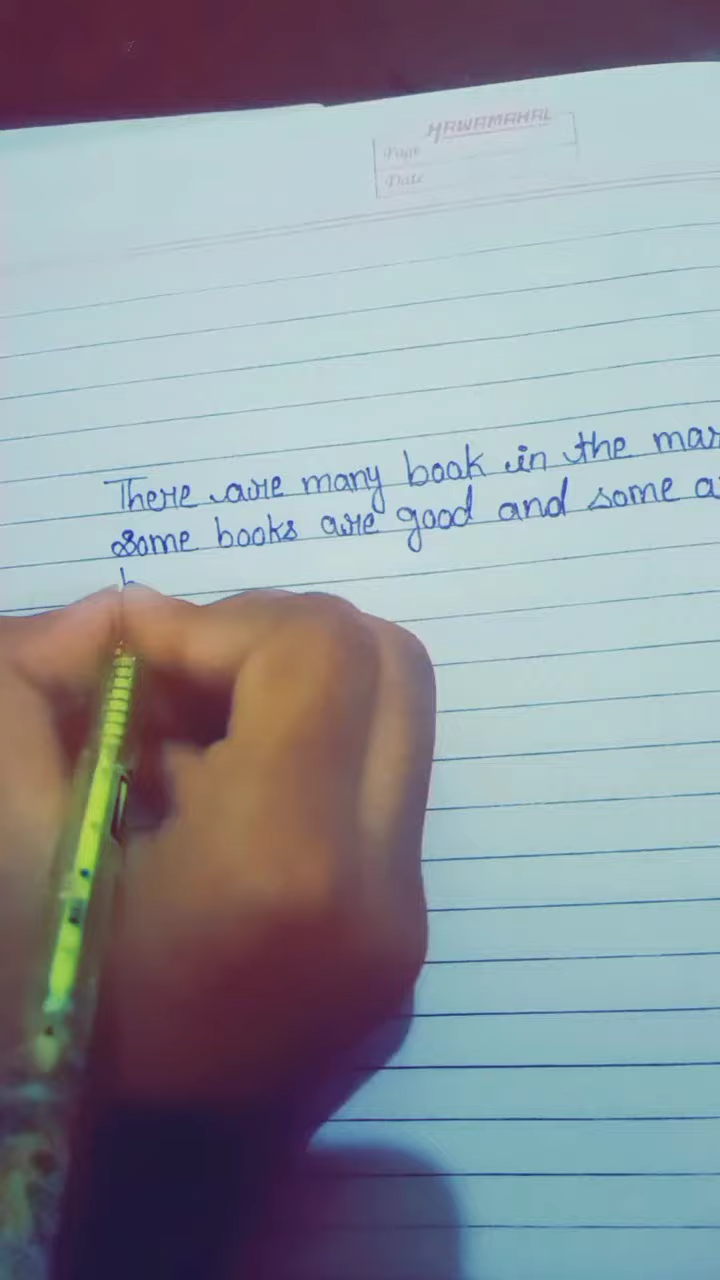 HAWAMAHAL
Page
Date
There are many book in the
Some books are good and some